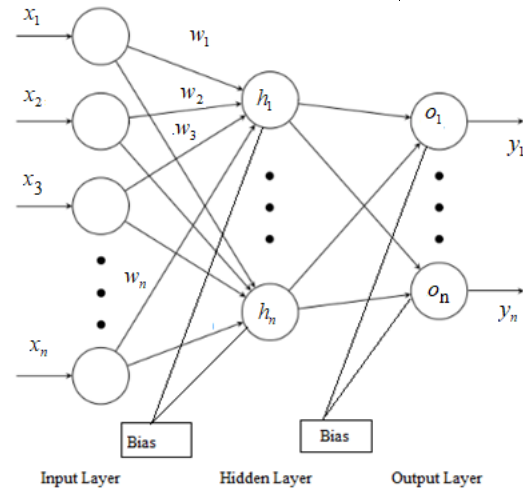 x₁
w₁
x₂
w₂
h₁
o₁
w₃
y₁
x₃
wₙ
hₙ
oₙ
yₙ
xₙ
Bias
Bias
Input Layer
Hidden Layer
Output Layer